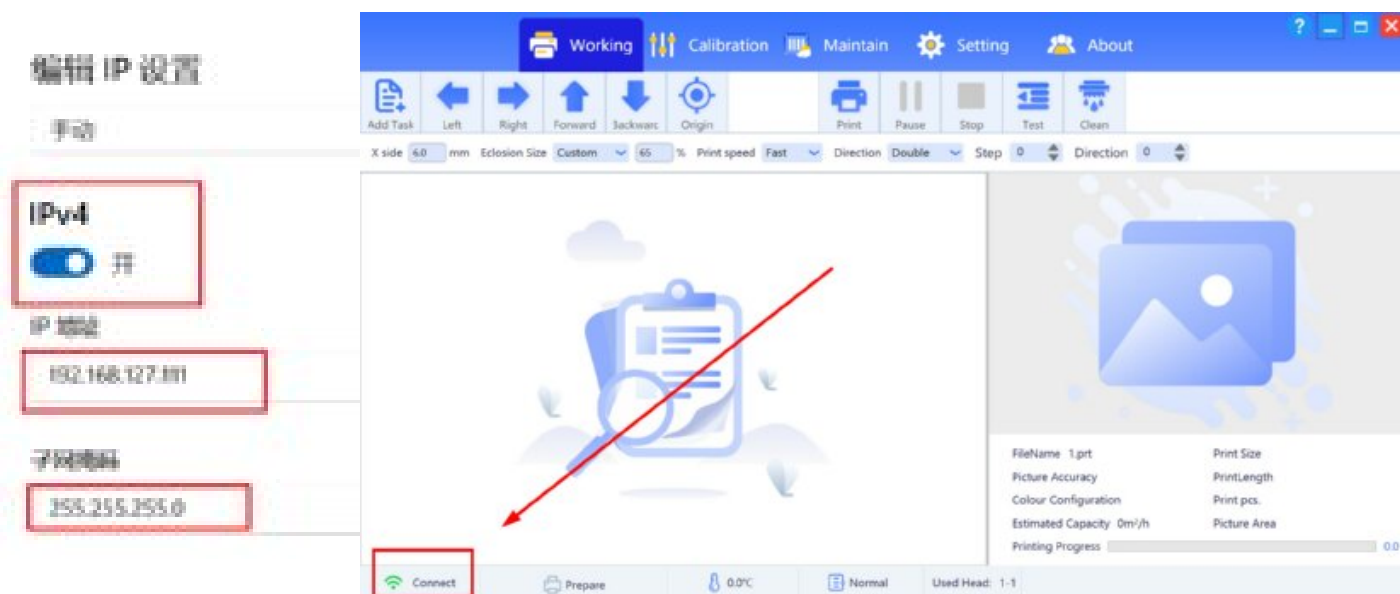 编辑 IP 设置
手动
IPv4
开
IP 地址
192.168.127.111
子网掩码
255.255.255.0
Working
Calibration
Maintain
Setting
About
?
Add Task
Left
Right
Forward
Backwarc
Origin
Print
Pause
Stop
Test
Clean
X side 6.0 mm Eclosion Size Custom 65 % Print speed Fast Direction Double Step 0 Direction 0
FileName 1.prt
Print Size
Picture Accuracy
PrintLength
Colour Configuration
Print pcs.
Estimated Capacity 0m²/h
Picture Area
Printing Progress
0.0
Connect
Prepare
0.0°C
Normal
Used Head: 1-1